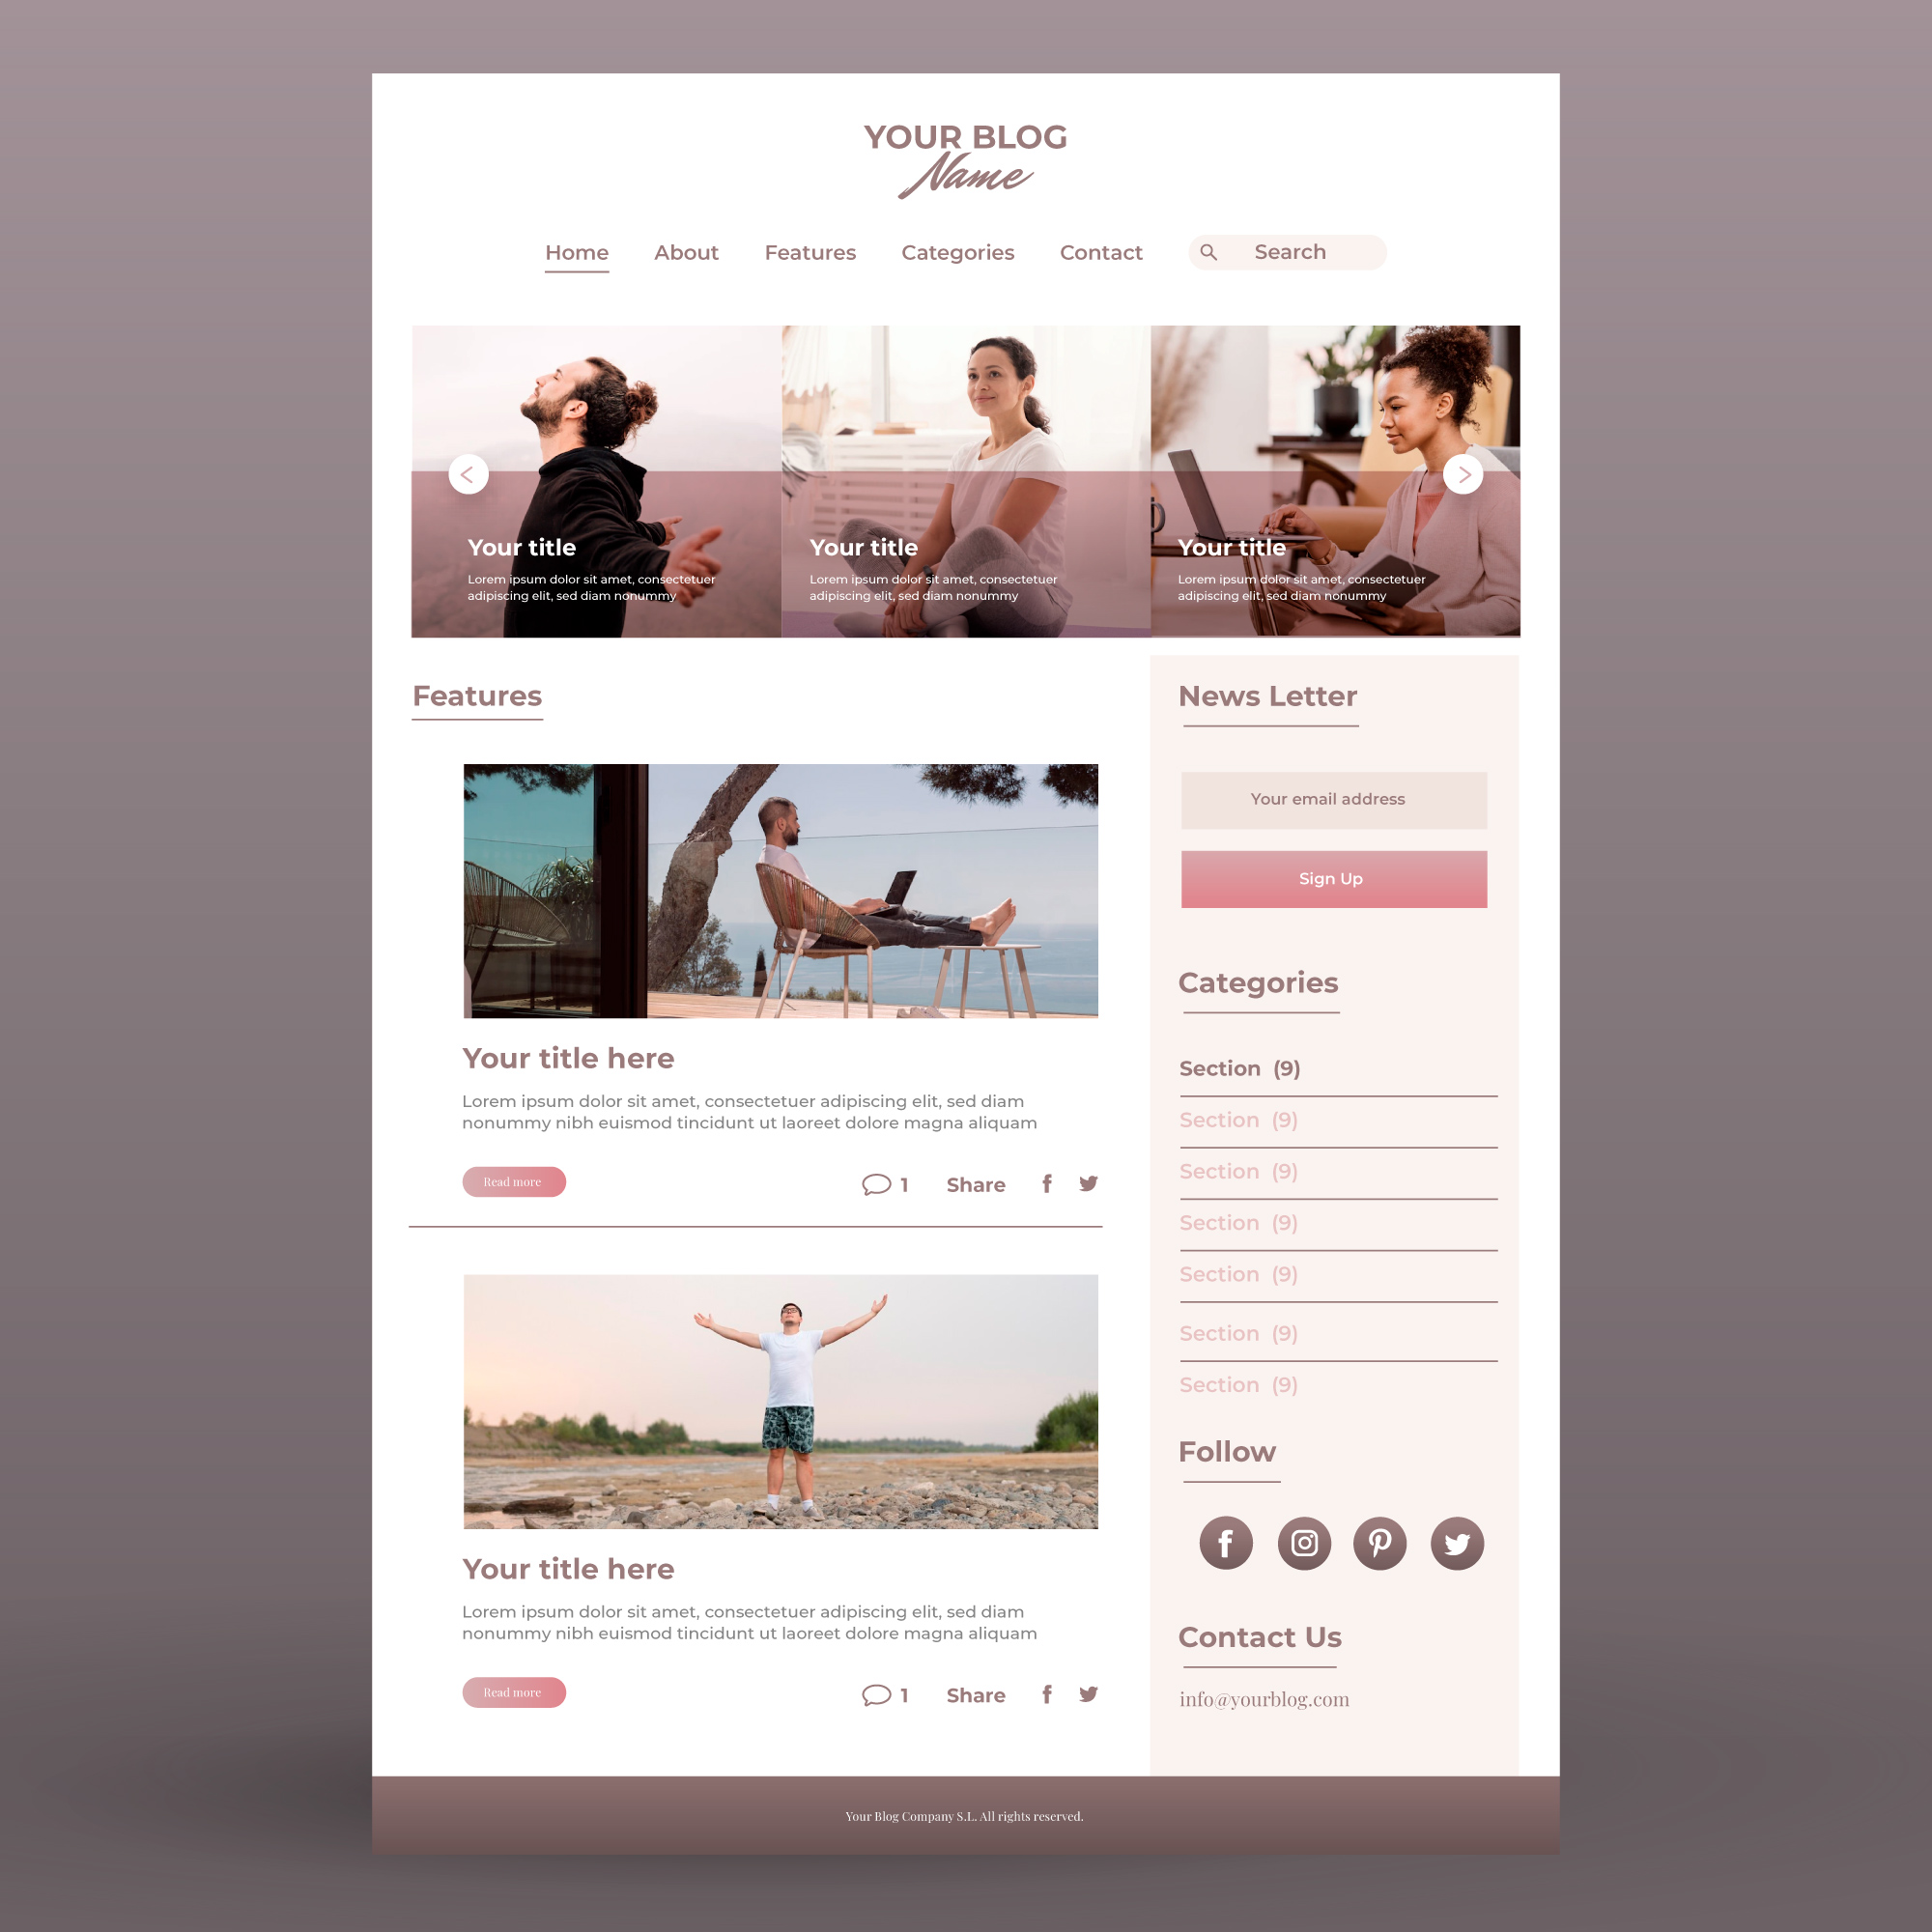 YOUR BLOG
Name
Home About Features Categories Contact Search
Your title
Lorem ipsum dolor sit amet, consectetuer
adipiscing elit, sed diam nonummy
Your title
Lorem ipsum dolor sit amet, consectetuer
adipiscing elit, sed diam nonummy
Your title
Lorem ipsum dolor sit amet, consectetuer
adipiscing elit, sed diam nonummy
Features
Your title here
Lorem ipsum dolor sit amet, consectetuer adipiscing elit, sed diam
nonummy nibh euismod tincidunt ut laoreet dolore magna aliquam
Read more 1 Share
Your title here
Lorem ipsum dolor sit amet, consectetuer adipiscing elit, sed diam
nonummy nibh euismod tincidunt ut laoreet dolore magna aliquam
Read more 1 Share
News Letter
Your email address
Sign Up
Categories
Section (9)
Section (9)
Section (9)
Section (9)
Section (9)
Section (9)
Section (9)
Follow
Contact Us
info@yourblog.com
Your Blog Company S.L. All rights reserved.